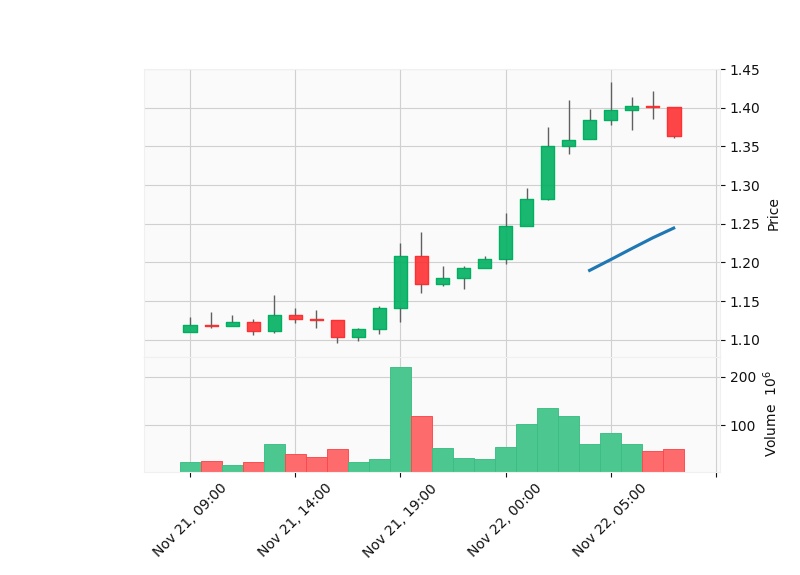 1.45
1.40
1.35
1.30
1.25
1.20
1.15
1.10
Price
200
100
Volume 10⁶
Nov 21, 09:00
Nov 21, 14:00
Nov 21, 19:00
Nov 22, 00:00
Nov 22, 05:00